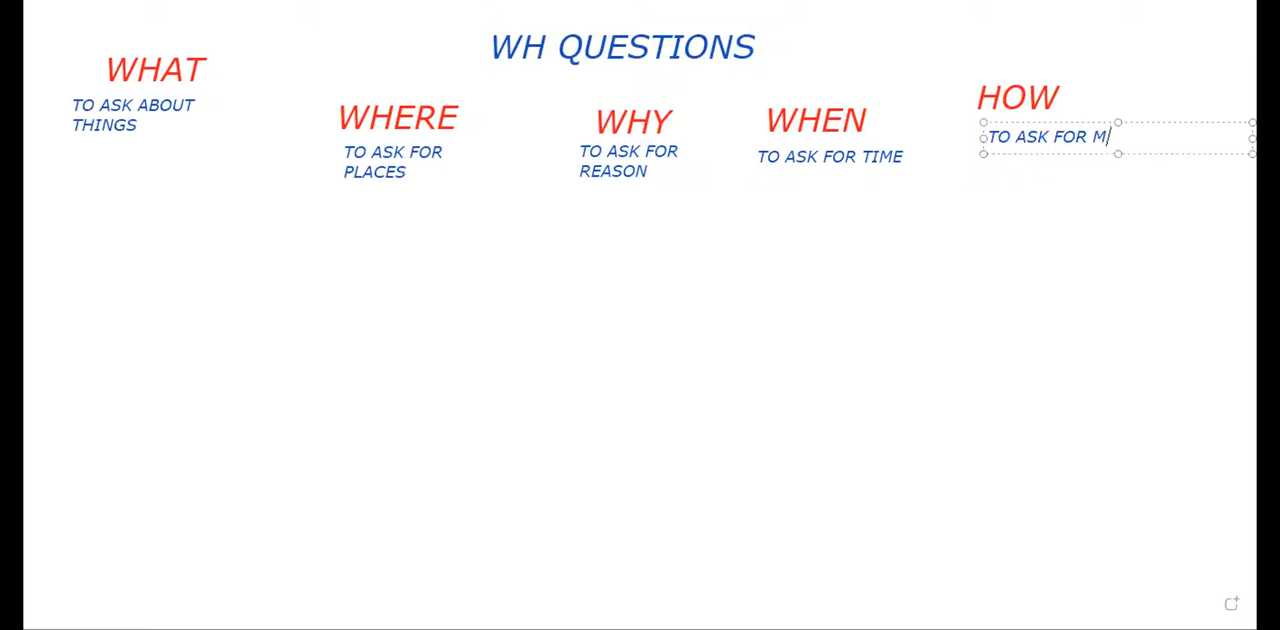 WH QUESTIONS
WHAT
TO ASK ABOUT
THINGS
WHERE
TO ASK FOR
PLACES
WHY
TO ASK FOR
REASON
WHEN
TO ASK FOR TIME
HOW
TO ASK FOR M